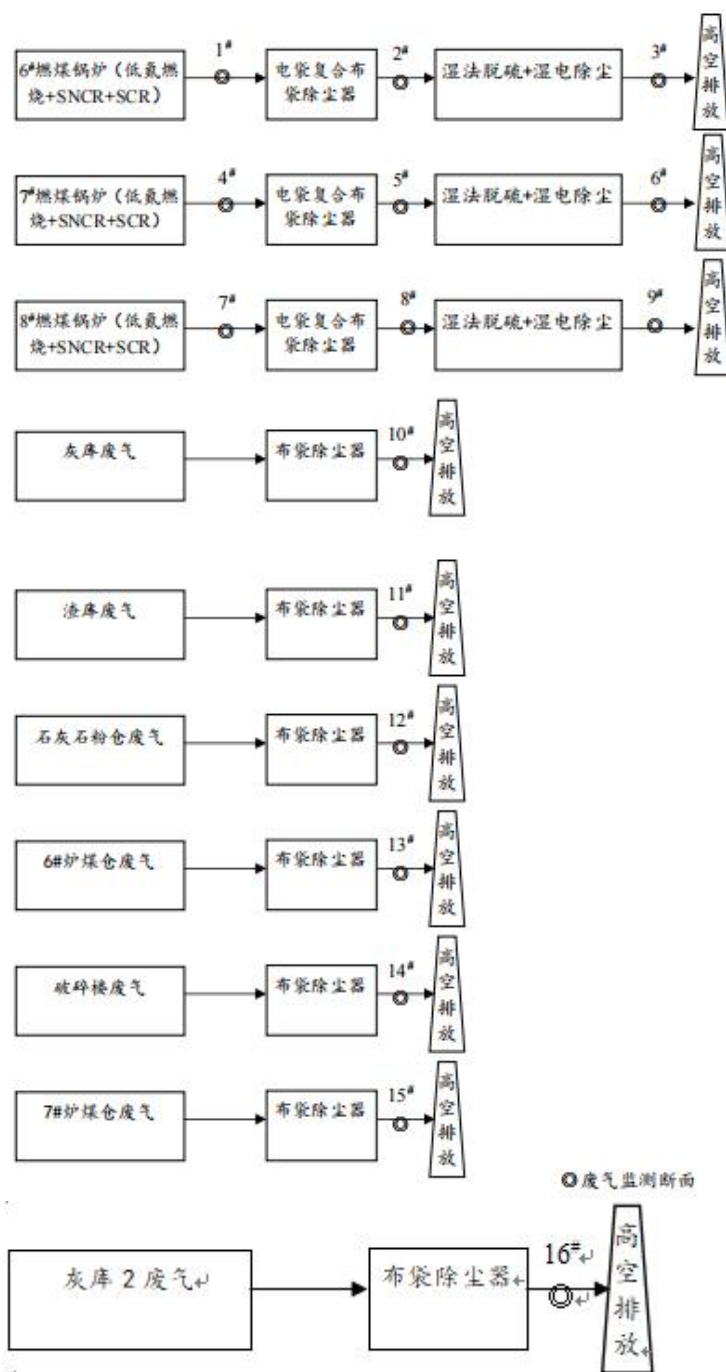 6#燃煤锅炉（低氮燃
烧+SNCR+SCR）
1#
电袋复合布
袋除尘器
2#
湿法脱硫+湿电除尘
3#
高空排放
7#燃煤锅炉（低氮燃
烧+SNCR+SCR）
4#
电袋复合布
袋除尘器
5#
湿法脱硫+湿电除尘
6#
高空排放
8#燃煤锅炉（低氮燃
烧+SNCR+SCR）
7#
电袋复合布
袋除尘器
8#
湿法脱硫+湿电除尘
9#
高空排放
灰库废气
布袋除尘器
10#
高空排放
渣库废气
布袋除尘器
11#
高空排放
石灰石粉仓废气
布袋除尘器
12#
高空排放
6#炉煤仓废气
布袋除尘器
13#
高空排放
破碎楼废气
布袋除尘器
14#
高空排放
7#炉煤仓废气
布袋除尘器
15#
高空排放
◎废气监测断面
灰库 2 废气↵
布袋除尘器↵
16#↵
高空排放↵